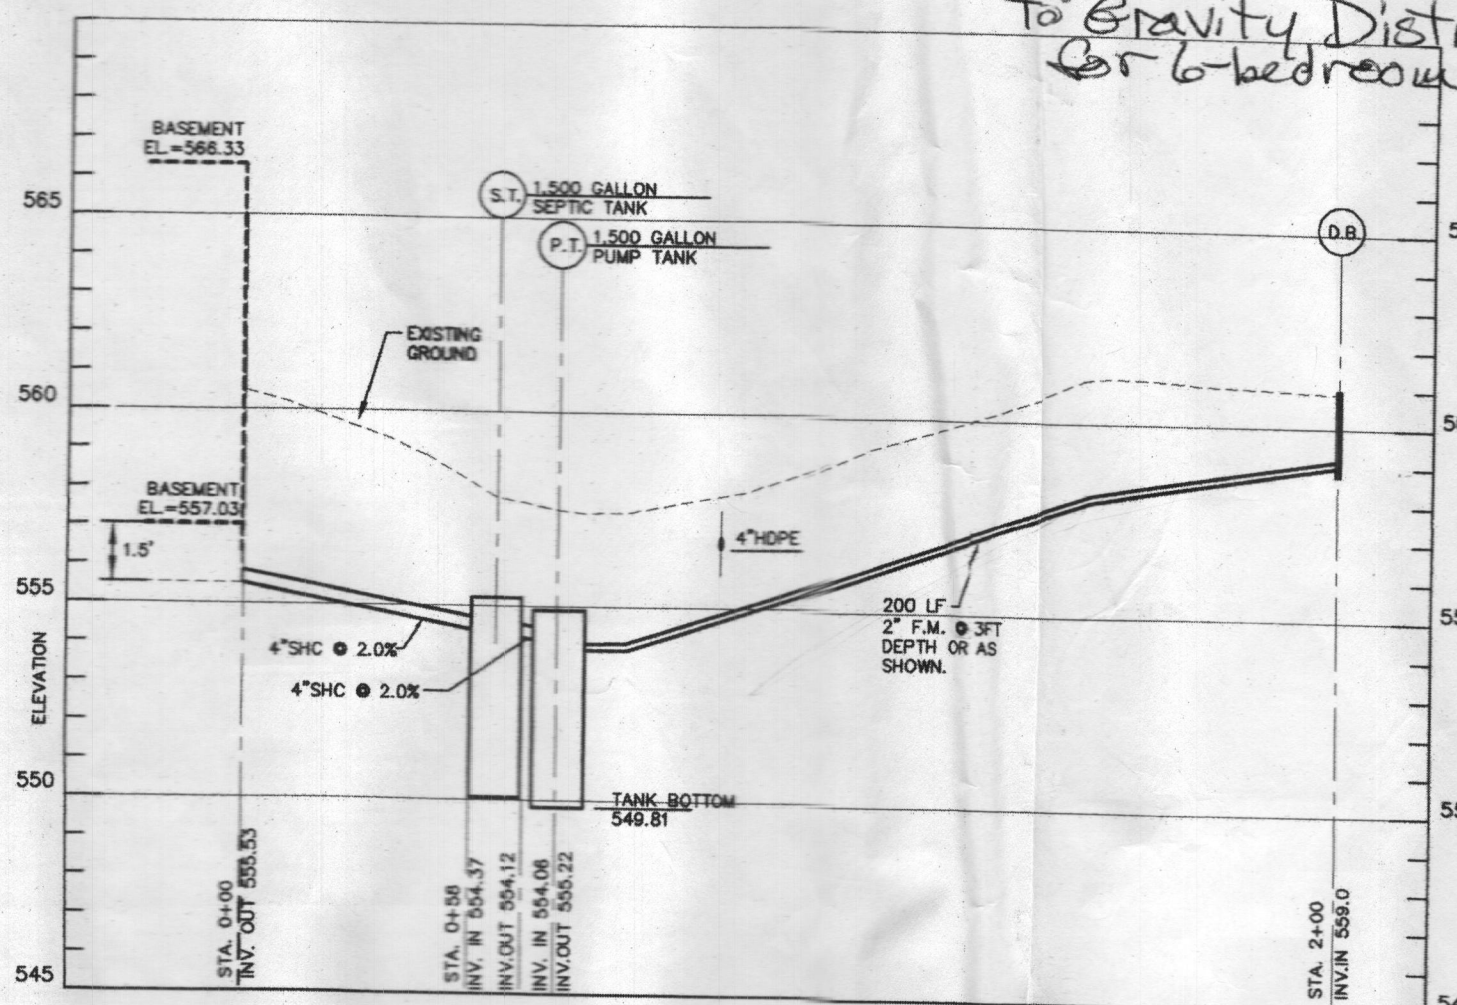 To Gravity Dist
for 6-bedroom
BASEMENT
EL.=566.33
S.T.
1,500 GALLON
SEPTIC TANK
P.T.
1,500 GALLON
PUMP TANK
D.B.
565
EXISTING
GROUND
560
BASEMENT
EL.=557.03
1.5'
4"HDPE
555
200 LF
2" F.M. @ 3FT
DEPTH OR AS
SHOWN.
4"SHC @ 2.0%
4"SHC @ 2.0%
ELEVATION
550
TANK BOTTOM
549.81
545
STA. 0+00
INV. OUT 555.53
STA. 0+58
INV. IN 554.37
INV.OUT 554.12
INV. IN 554.06
INV.OUT 555.22
STA. 2+00
INV.IN 559.0